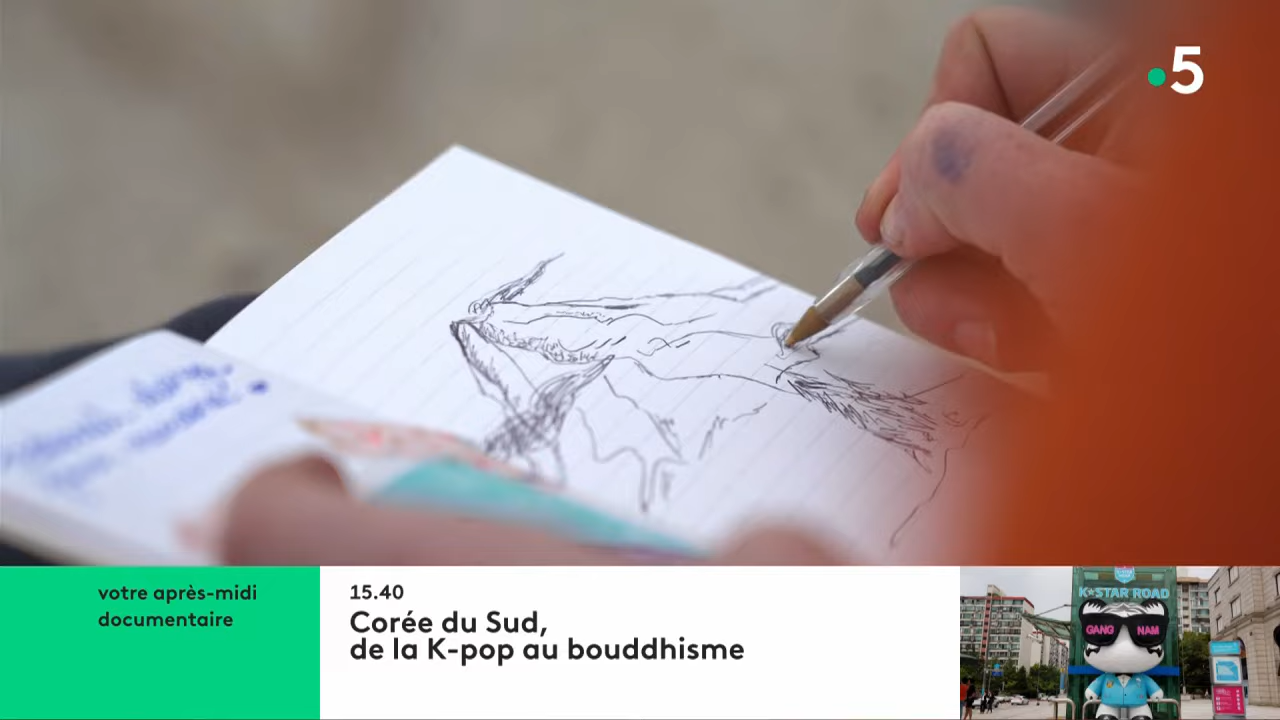 5
votre après-midi
documentaire
15.40
Corée du Sud,
de la K-pop au bouddhisme
K★STAR ROAD
GANG NAM